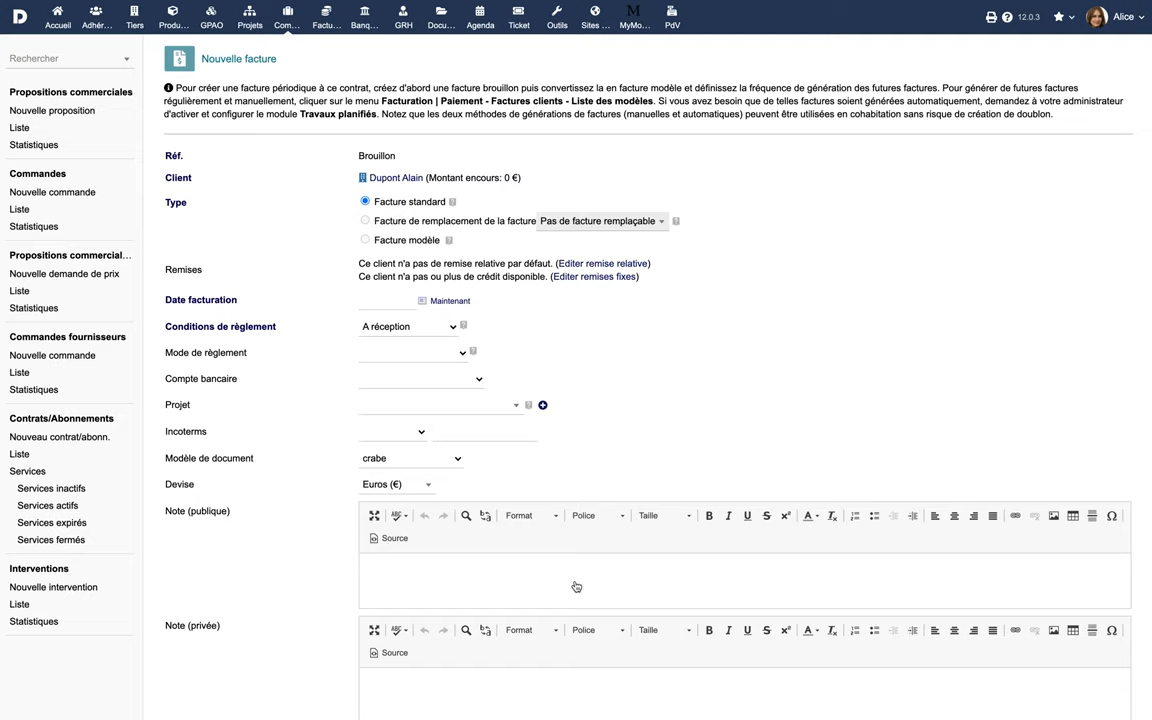 D
Accueil Adhér... Tiers Produ... GPAO Projets Com... Factu... Banq... GRH Docu... Agenda Ticket Outils Sites ... MyMo... PdV
M
12.0.3 Alice
Rechercher
Propositions commerciales
Nouvelle proposition
Liste
Statistiques
Commandes
Nouvelle commande
Liste
Statistiques
Propositions commercial...
Nouvelle demande de prix
Liste
Statistiques
Commandes fournisseurs
Nouvelle commande
Liste
Statistiques
Contrats/Abonnements
Nouveau contrat/abonn.
Liste
Services
Services inactifs
Services actifs
Services expirés
Services fermés
Interventions
Nouvelle intervention
Liste
Statistiques
Nouvelle facture
Pour créer une facture périodique à ce contrat, créez d'abord une facture brouillon puis convertissez la en facture modèle et définissez la fréquence de génération des futures factures. Pour générer de futures factures
régulièrement et manuellement, cliquer sur le menu Facturation | Paiement - Factures clients - Liste des modèles. Si vous avez besoin que de telles factures soient générées automatiquement, demandez à votre administrateur
d'activer et configurer le module Travaux planifiés. Notez que les deux méthodes de générations de factures (manuelles et automatiques) peuvent être utilisées en cohabitation sans risque de création de doublon.
Réf. Brouillon
Client Dupont Alain (Montant encours: 0 €)
Type Facture standard
Facture de remplacement de la facture Pas de facture remplaçable
Facture modèle
Remises Ce client n'a pas de remise relative par défaut. (Editer remise relative)
Ce client n'a pas ou plus de crédit disponible. (Editer remises fixes)
Date facturation Maintenant
Conditions de règlement A réception
Mode de règlement
Compte bancaire
Projet
Incoterms
Modèle de document crabe
Devise Euros (€)
Note (publique)
ABC Format Police Taille B I U S x² A Tx Ω
Source
Note (privée)
ABC Format Police Taille B I U S x² A Tx Ω
Source